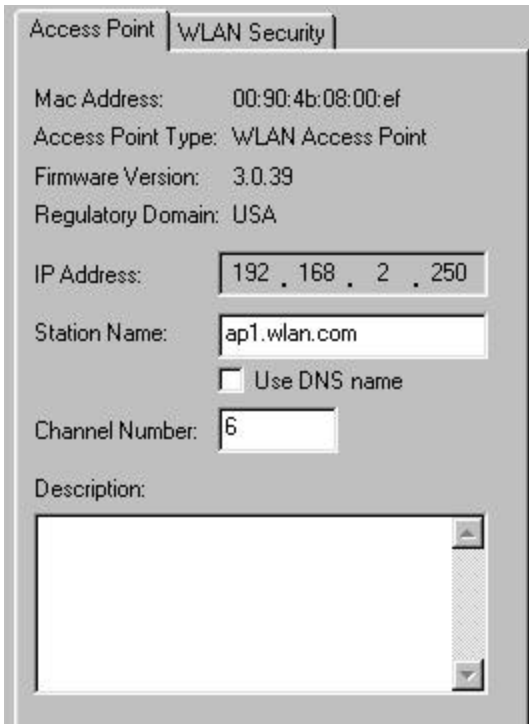 Access Point WLAN Security
Mac Address: 00:90:4b:08:00:ef
Access Point Type: WLAN Access Point
Firmware Version: 3.0.39
Regulatory Domain: USA
IP Address: 192 . 168 . 2 . 250
Station Name: ap1.wlan.com
Use DNS name
Channel Number: 6
Description: